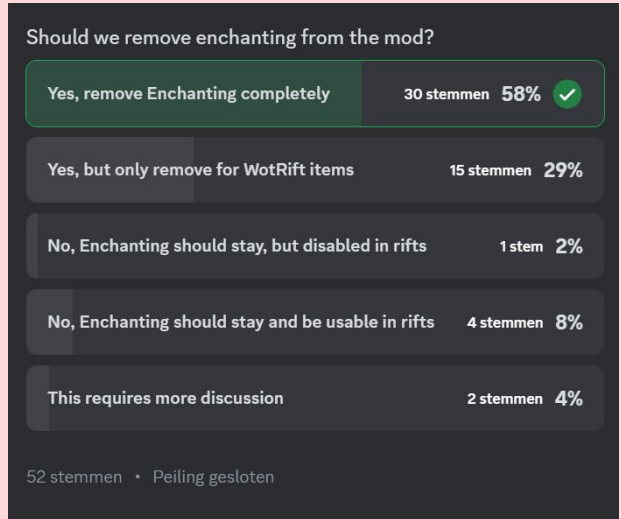 Should we remove enchanting from the mod?
Yes, remove Enchanting completely 30 stemmen 58%
Yes, but only remove for WotRift items 15 stemmen 29%
No, Enchanting should stay, but disabled in rifts 1 stem 2%
No, Enchanting should stay and be usable in rifts 4 stemmen 8%
This requires more discussion 2 stemmen 4%
52 stemmen • Peiling gesloten